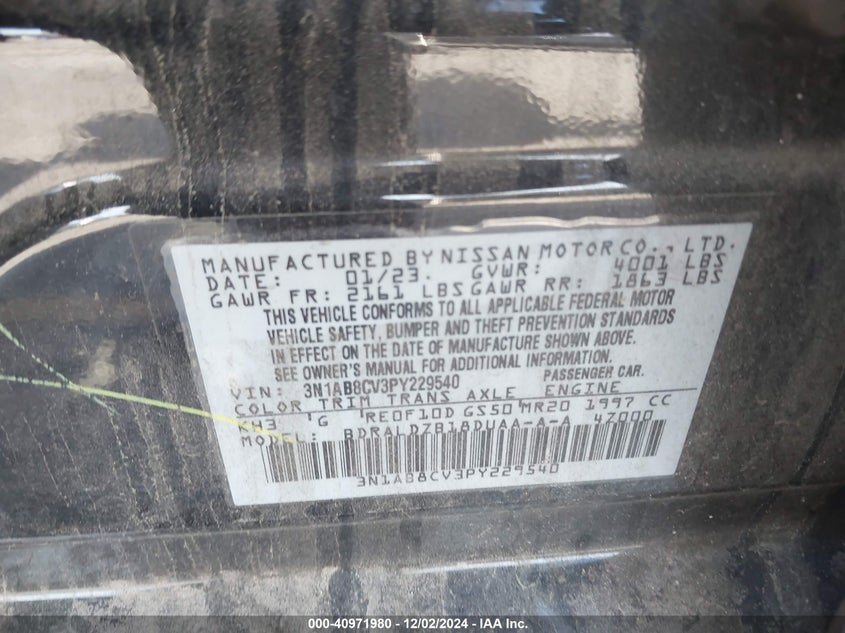 MANUFACTURED BY NISSAN MOTOR CO., LTD.
DATE: 01/23. GVWR: 4001 LBS
GAWR FR: 2161 LBS GAWR RR: 1863 LBS
THIS VEHICLE CONFORMS TO ALL APPLICABLE FEDERAL MOTOR
VEHICLE SAFETY, BUMPER AND THEFT PREVENTION STANDARDS
IN EFFECT ON THE DATE OF MANUFACTURE SHOWN ABOVE.
SEE OWNER'S MANUAL FOR ADDITIONAL INFORMATION.
VIN: 3N1AB8CV3PY229540 PASSENGER CAR.
COLOR TRIM TRANS AXLE ENGINE
KH3 'G 'RE0F10D GS50'MR20 1997 CC
MODEL: BDRALDZB18DUAA-A-A 47000
3N1AB8CV3PY229540
000-40971980 - 12/02/2024 - IAA Inc.